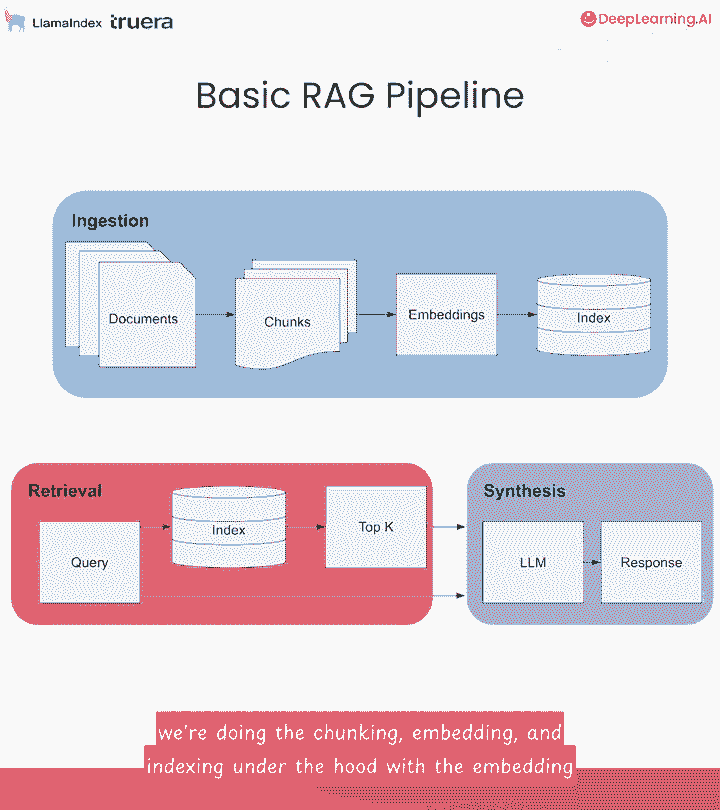 LlamaIndex truera
DeepLearning.AI
Basic RAG Pipeline
Ingestion
Documents
Chunks
Embeddings
Index
Retrieval
Query
Index
Top K
Synthesis
LLM
Response
we're doing the chunking, embedding, and
indexing under the hood with the embedding